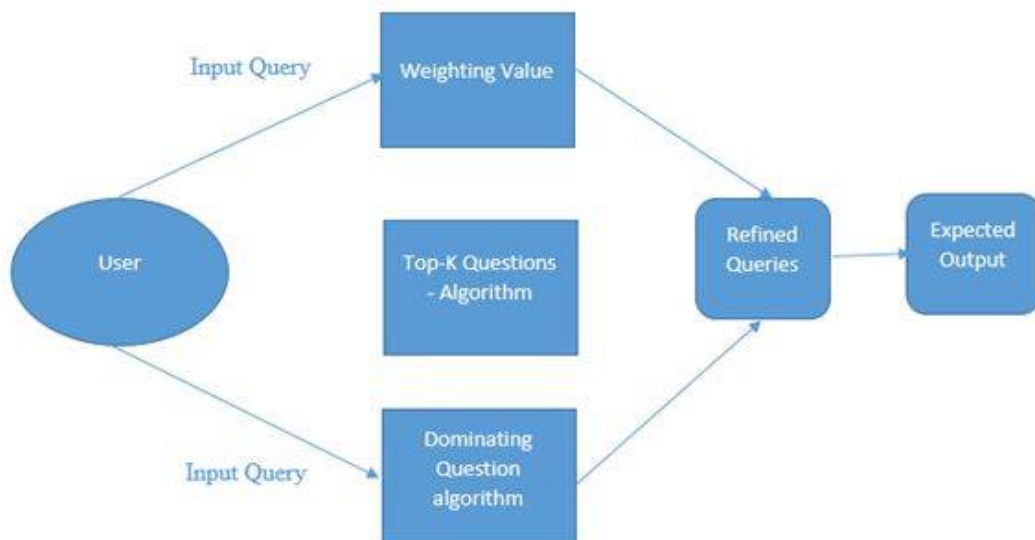 Input Query
Weighting Value
User
Top-K Questions
- Algorithm
Refined
Queries
Expected
Output
Input Query
Dominating
Question
algorithm